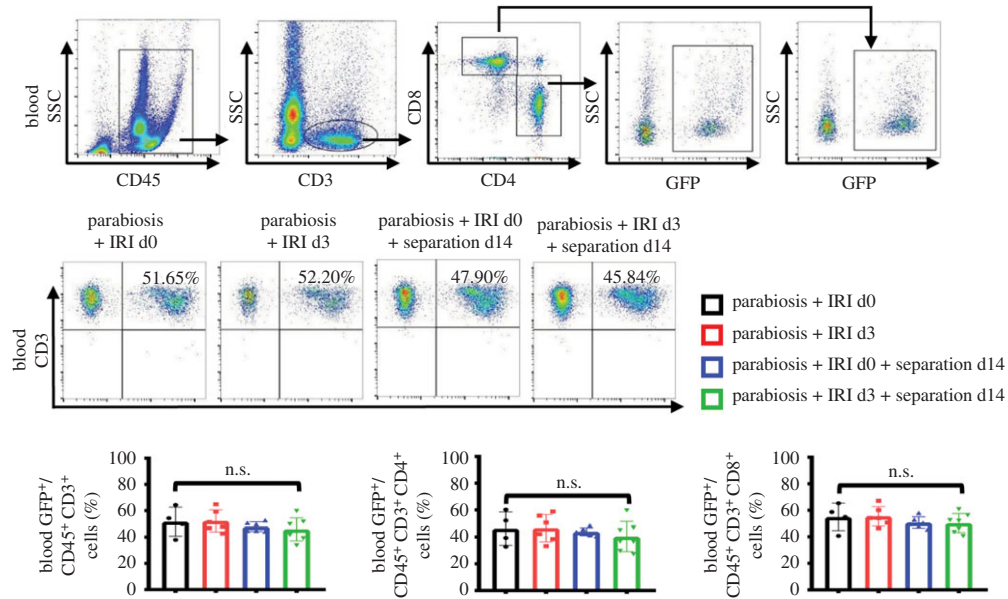 blood
SSC
CD45
SSC
CD3
CD8
CD4
SSC
GFP
SSC
GFP
parabiosis
+ IRI d0
parabiosis
+ IRI d3
parabiosis + IRI d0
+ separation d14
parabiosis + IRI d3
+ separation d14
51.65%
52.20%
47.90%
45.84%
blood
CD3
parabiosis + IRI d0
parabiosis + IRI d3
parabiosis + IRI d0 + separation d14
parabiosis + IRI d3 + separation d14
blood GFP⁺/
CD45⁺ CD3⁺
cells (%)
100
80
60
40
20
0
n.s.
blood GFP⁺/
CD45⁺ CD3⁺ CD4⁺
cells (%)
100
80
60
40
20
0
n.s.
blood GFP⁺/
CD45⁺ CD3⁺ CD8⁺
cells (%)
100
80
60
40
20
0
n.s.